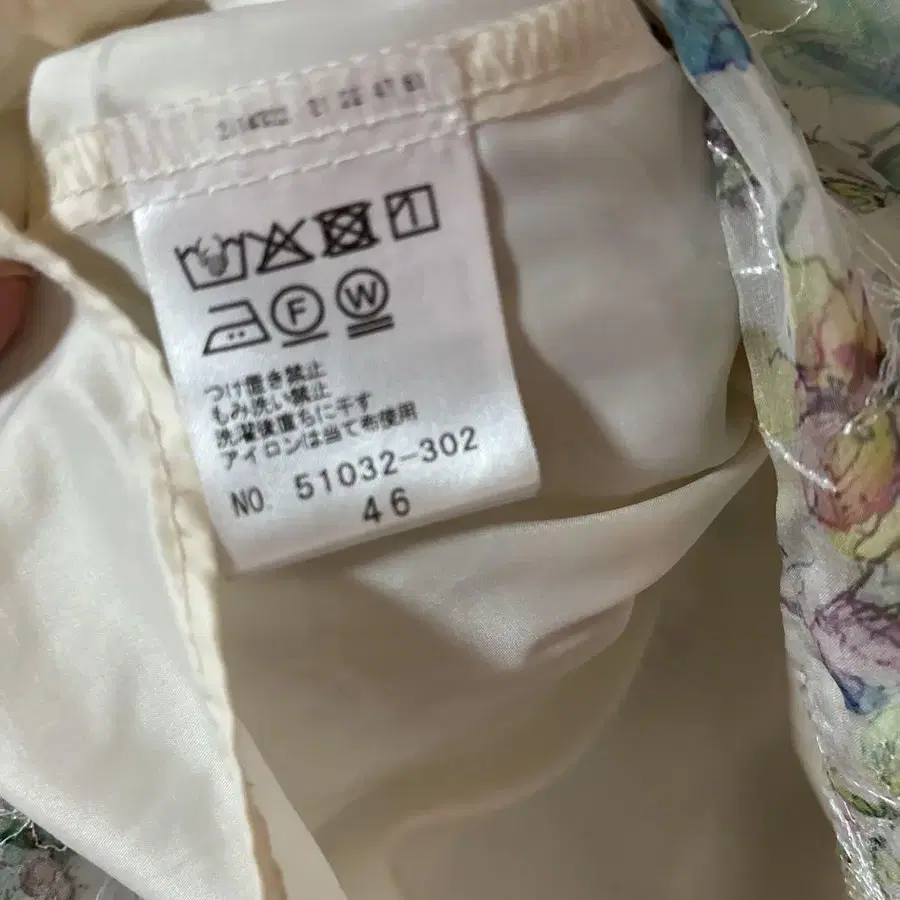 F W
つけ置き禁止
もみ洗い禁止
洗濯後直ちに干す
アイロンは当て布使用
NO. 51032-302
46